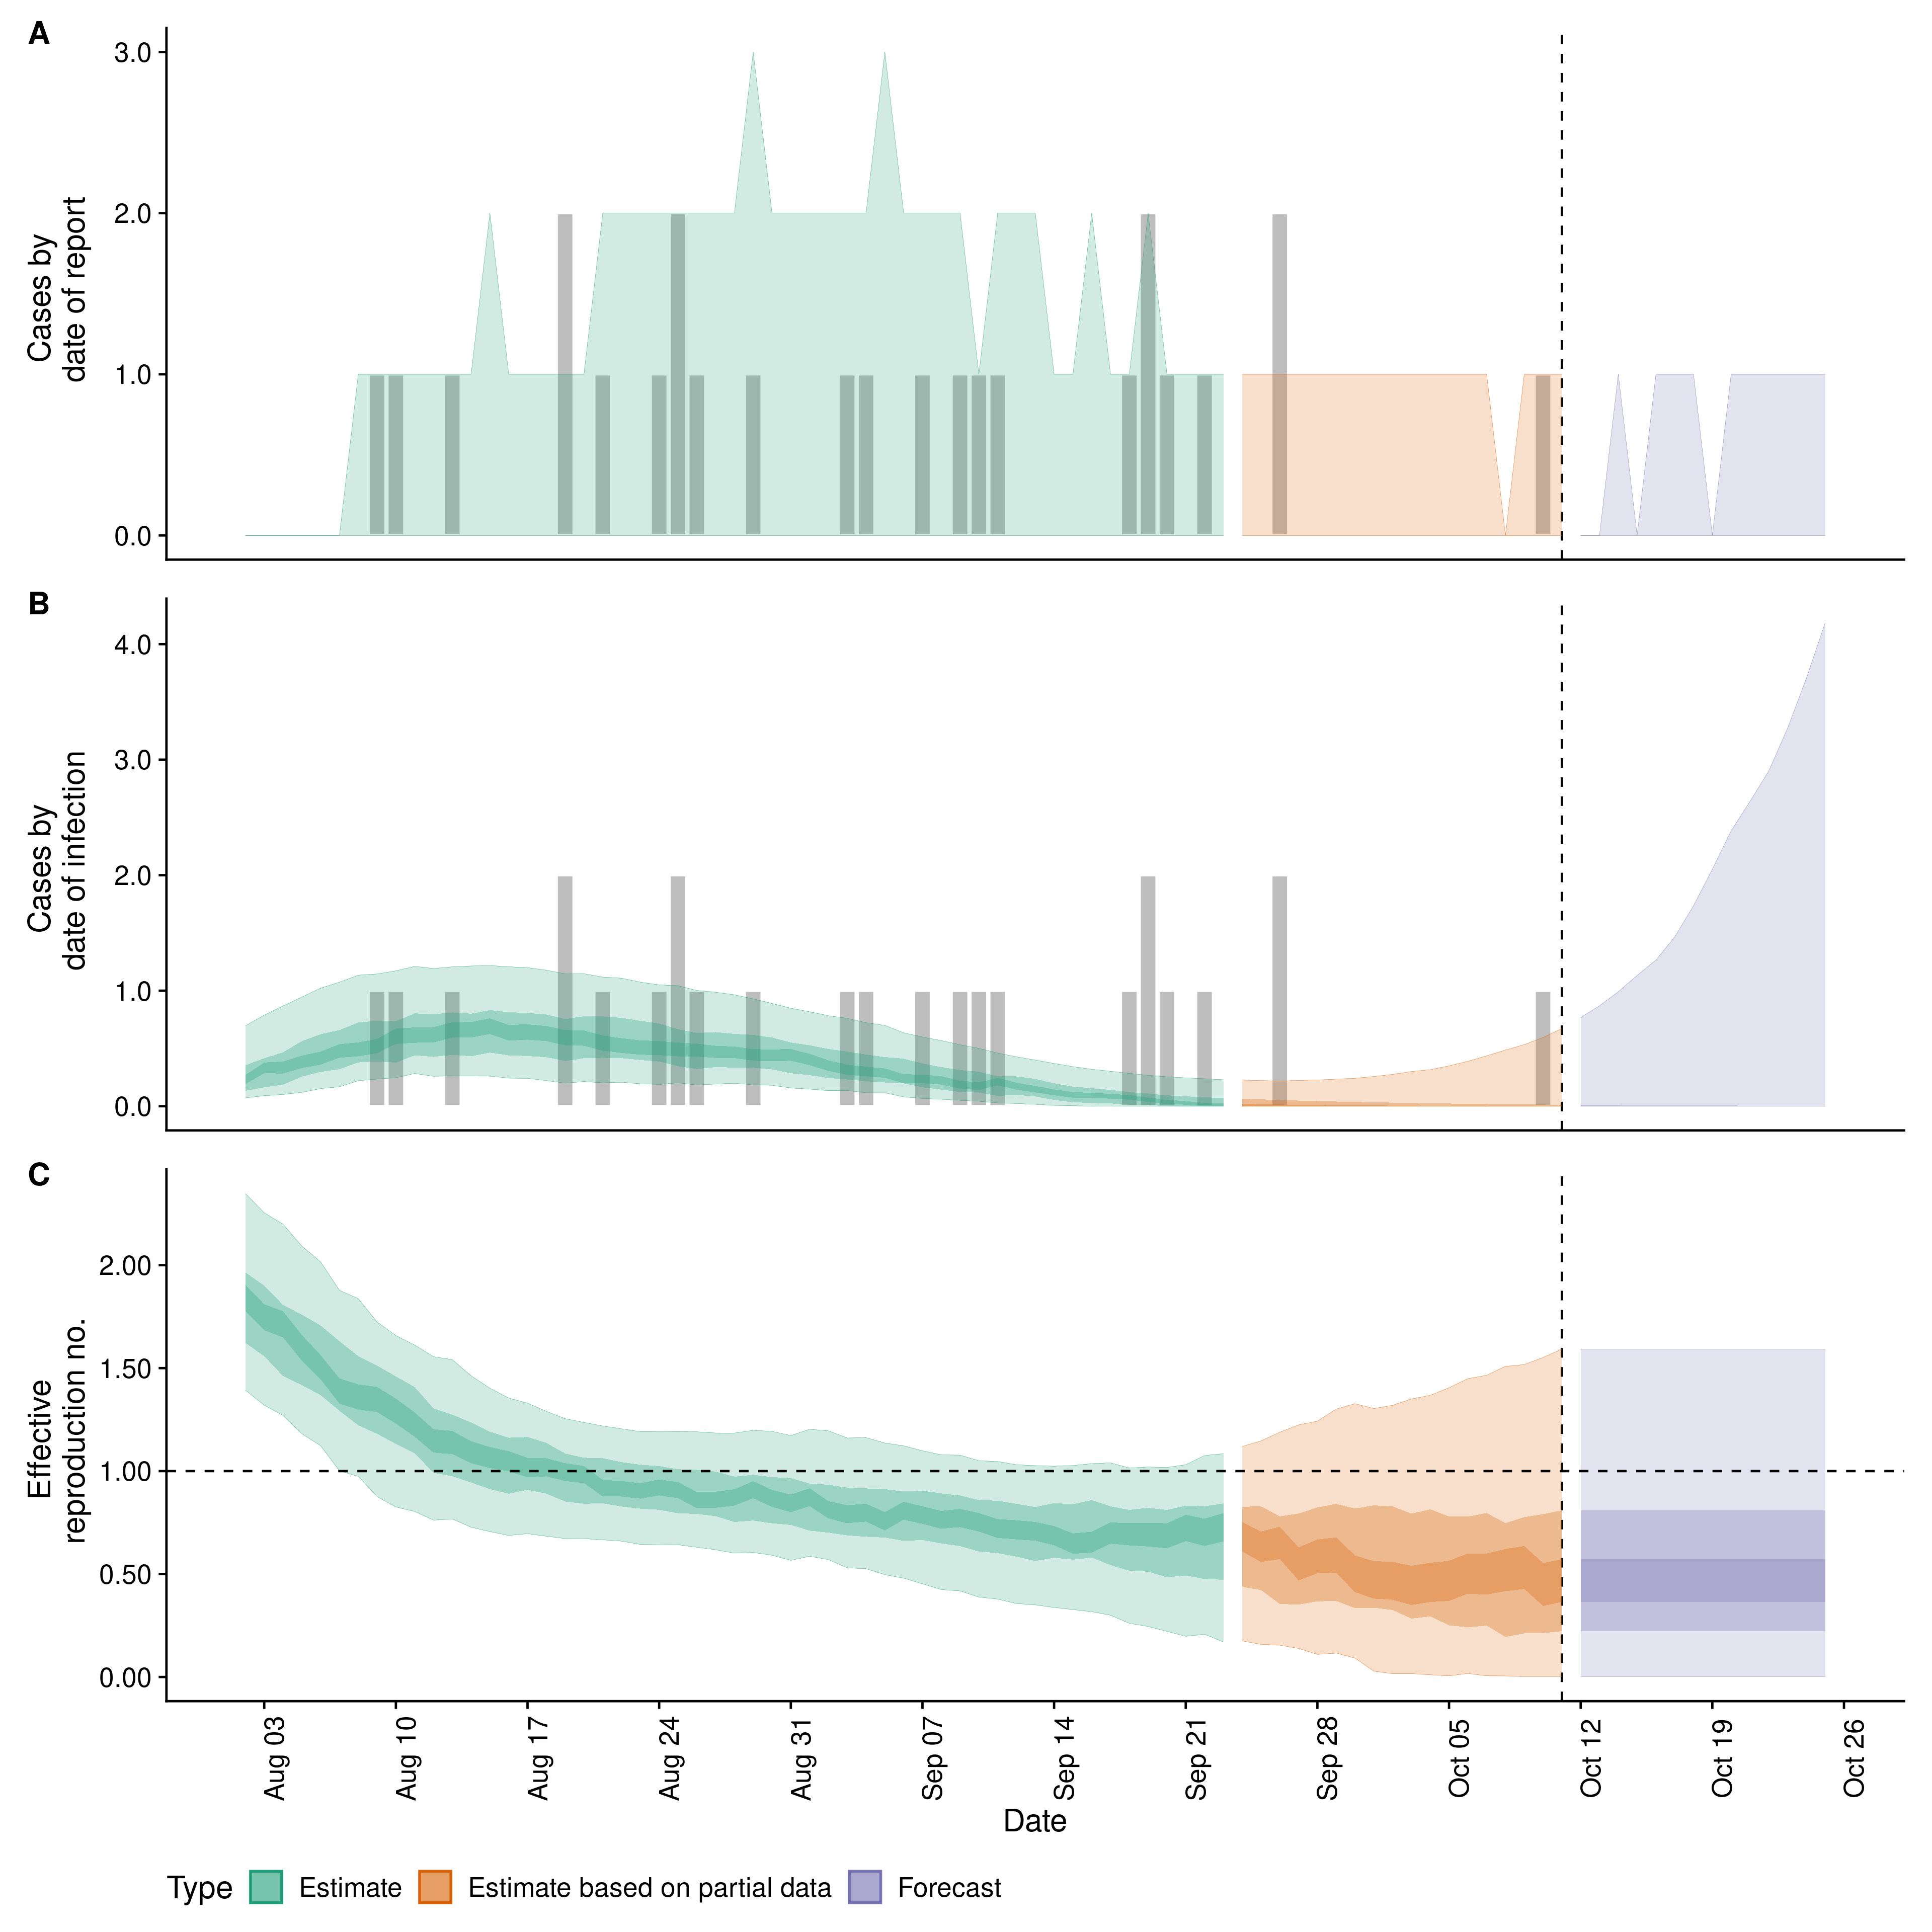 A
Cases by
date of report
3.0
2.0
1.0
0.0
B
Cases by
date of infection
4.0
3.0
2.0
1.0
0.0
C
Effective
reproduction no.
2.00
1.50
1.00
0.50
0.00
Aug 03
Aug 10
Aug 17
Aug 24
Aug 31
Sep 07
Sep 14
Sep 21
Sep 28
Oct 05
Oct 12
Oct 19
Oct 26
Date
Type Estimate Estimate based on partial data Forecast